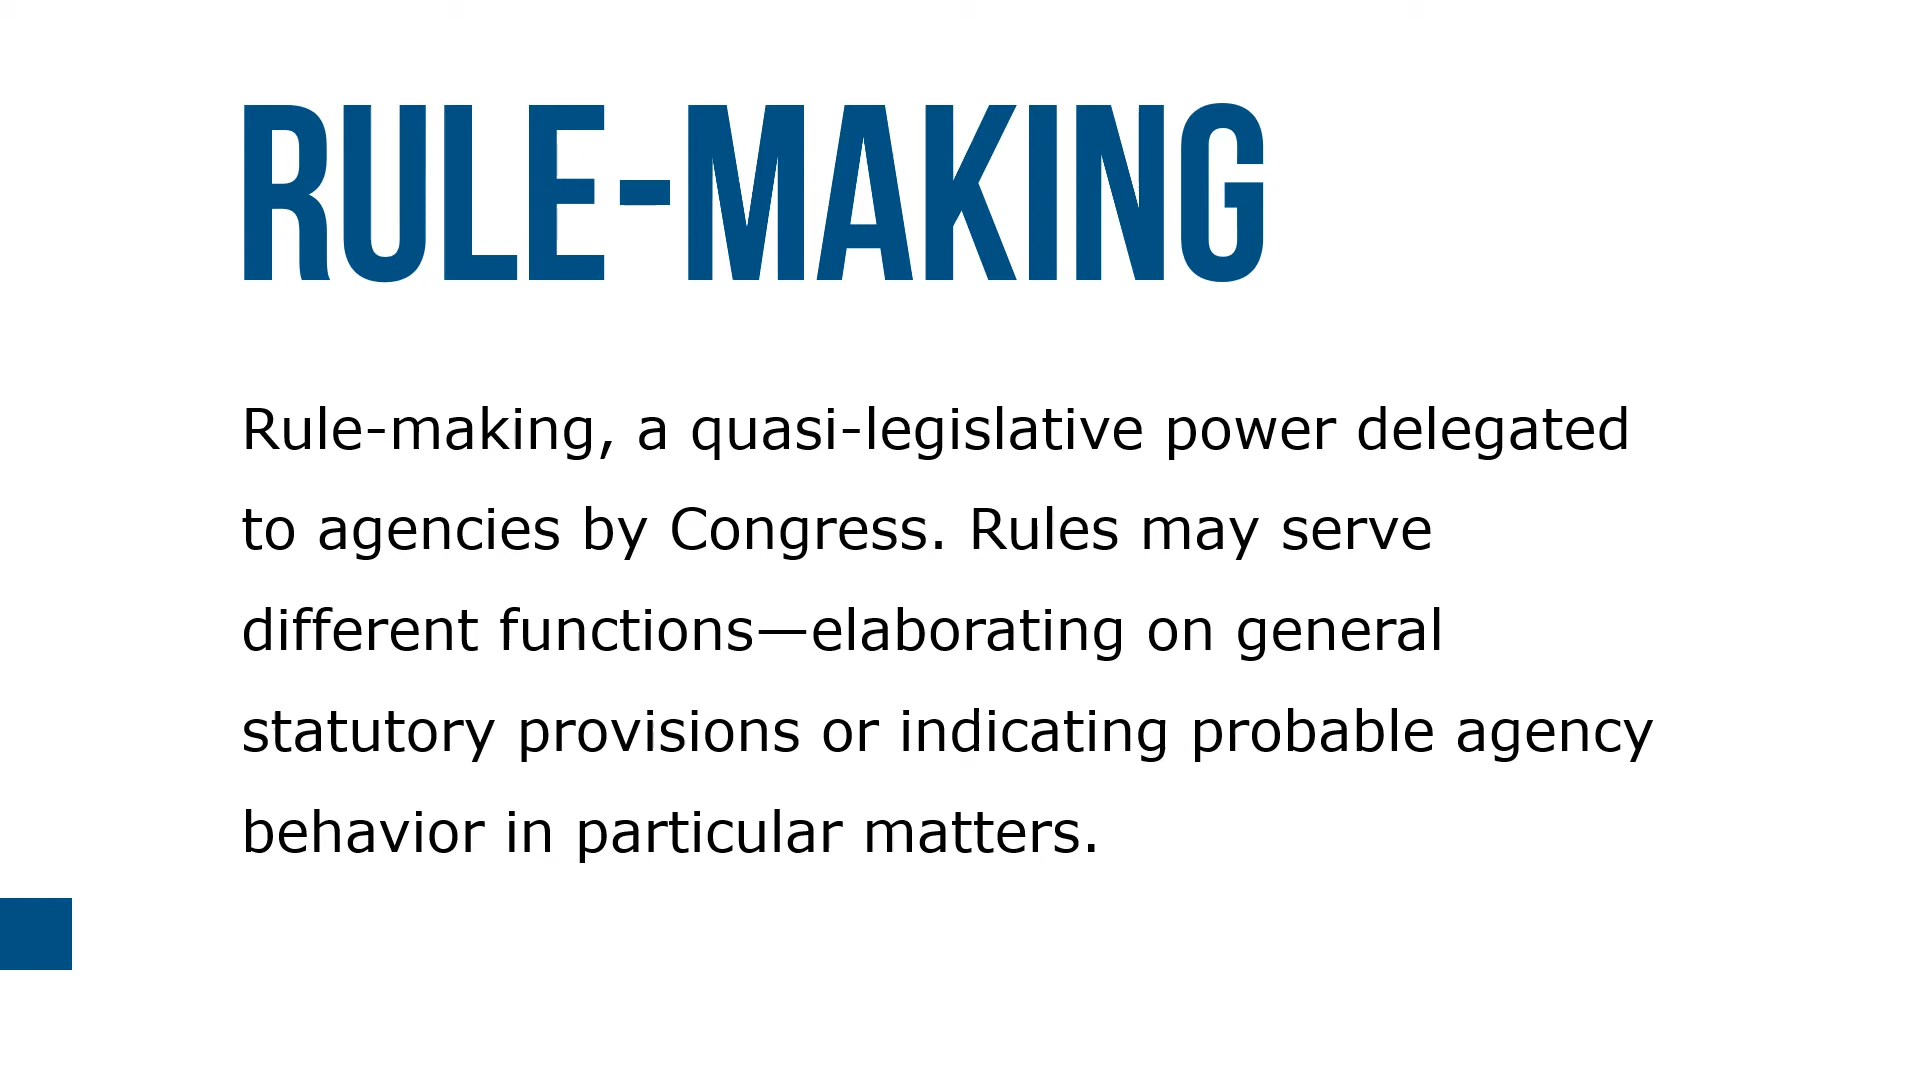 RULE-MAKING
Rule-making, a quasi-legislative power delegated
to agencies by Congress. Rules may serve
different functions—elaborating on general
statutory provisions or indicating probable agency
behavior in particular matters.